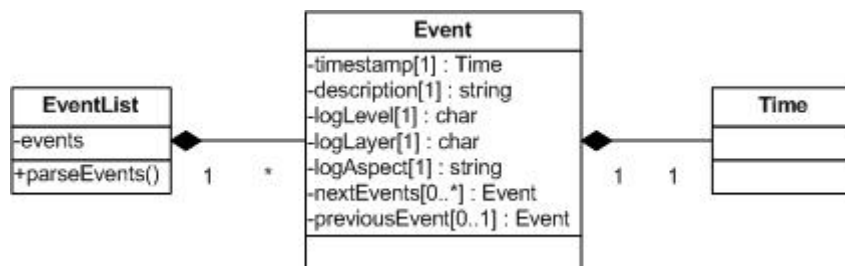 EventList
-events
+parseEvents()
1
*
Event
-timestamp[1] : Time
-description[1] : string
-logLevel[1] : char
-logLayer[1] : char
-logAspect[1] : string
-nextEvents[0..*] : Event
-previousEvent[0..1] : Event
1
1
Time